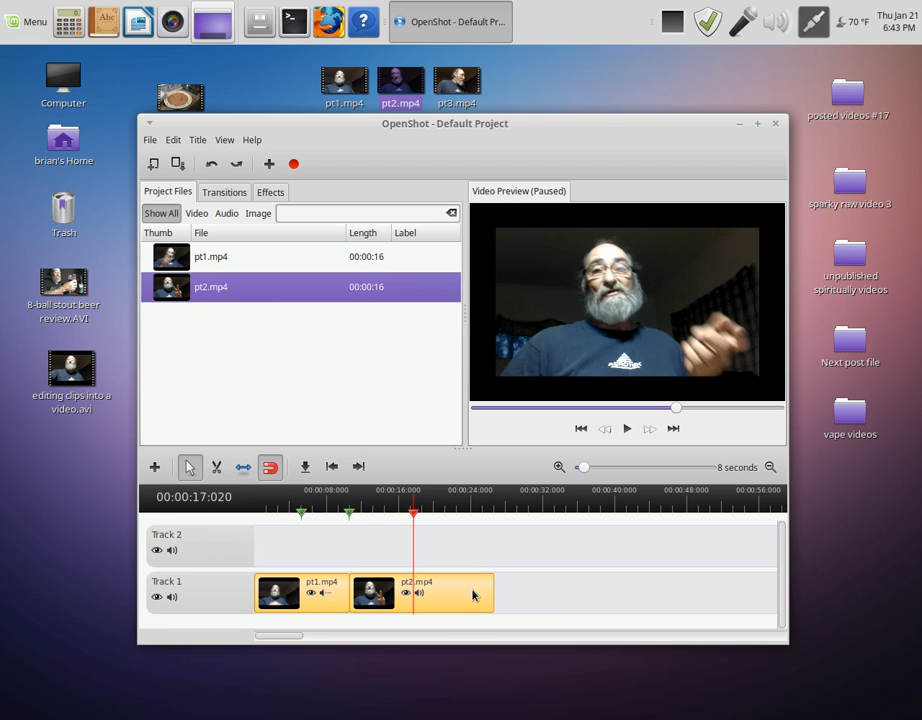 Menu
OpenShot - Default Pr...
70 °F
Thu Jan 21
6:43 PM
Computer
brian's Home
Trash
8-ball stout beer
review.AVI
editing clips into a
video.avi
pt1.mp4
pt2.mp4
pt3.mp4
posted videos #17
sparky raw video 3
unpublished
spiritually videos
Next post file
vape videos
OpenShot - Default Project
File Edit Title View Help
Project Files Transitions Effects
Show All Video Audio Image
Thumb File Length Label
pt1.mp4 00:00:16
pt2.mp4 00:00:16
Video Preview (Paused)
8 seconds
00:00:17:020
00:00:08:000 00:00:16:000 00:00:24:000 00:00:32:000 00:00:40:000 00:00:48:000 00:00:56:000
Track 2
Track 1
pt1.mp4
pt2.mp4